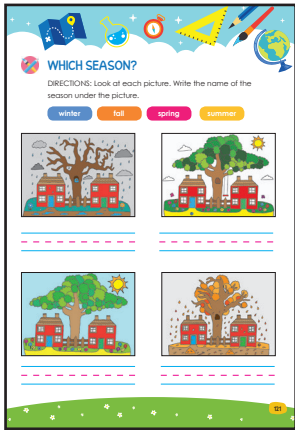 WHICH SEASON?
DIRECTIONS: Look at each picture. Write the name of the
season under the picture.
winter
fall
spring
summer
121